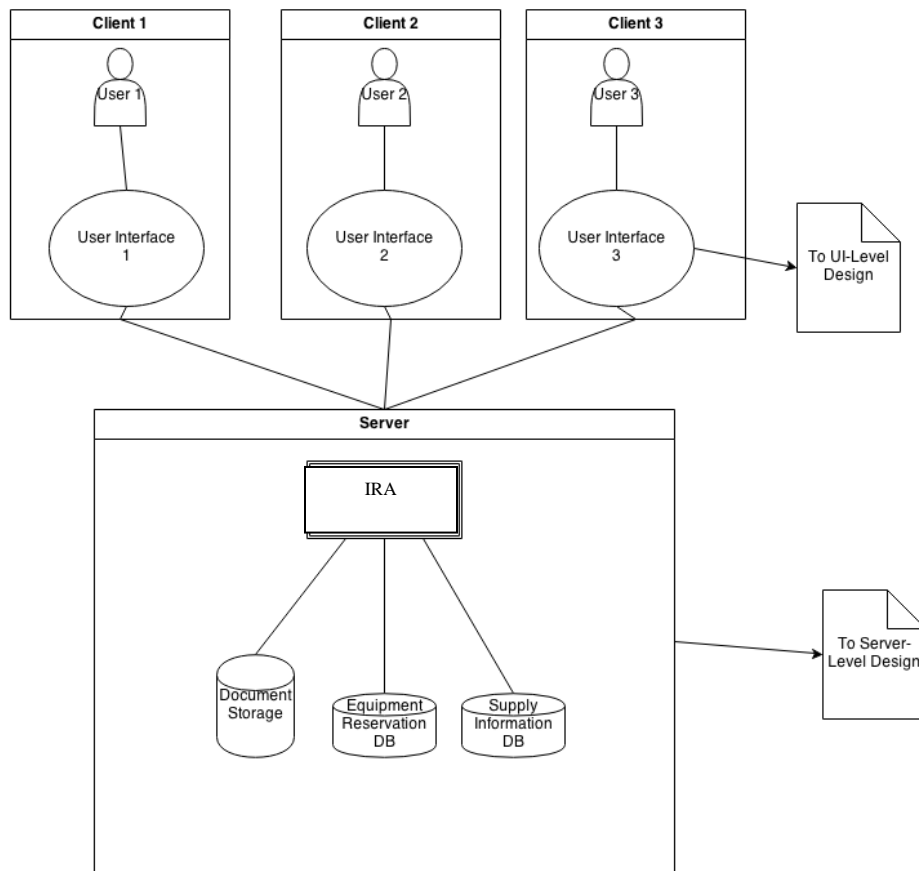 Client 1
Client 2
Client 3
User 1
User 2
User 3
User Interface
1
User Interface
2
User Interface
3
To UI-Level
Design
Server
IRA
To Server-
Level Design
Document
Storage
Equipment
Reservation
DB
Supply
Information
DB